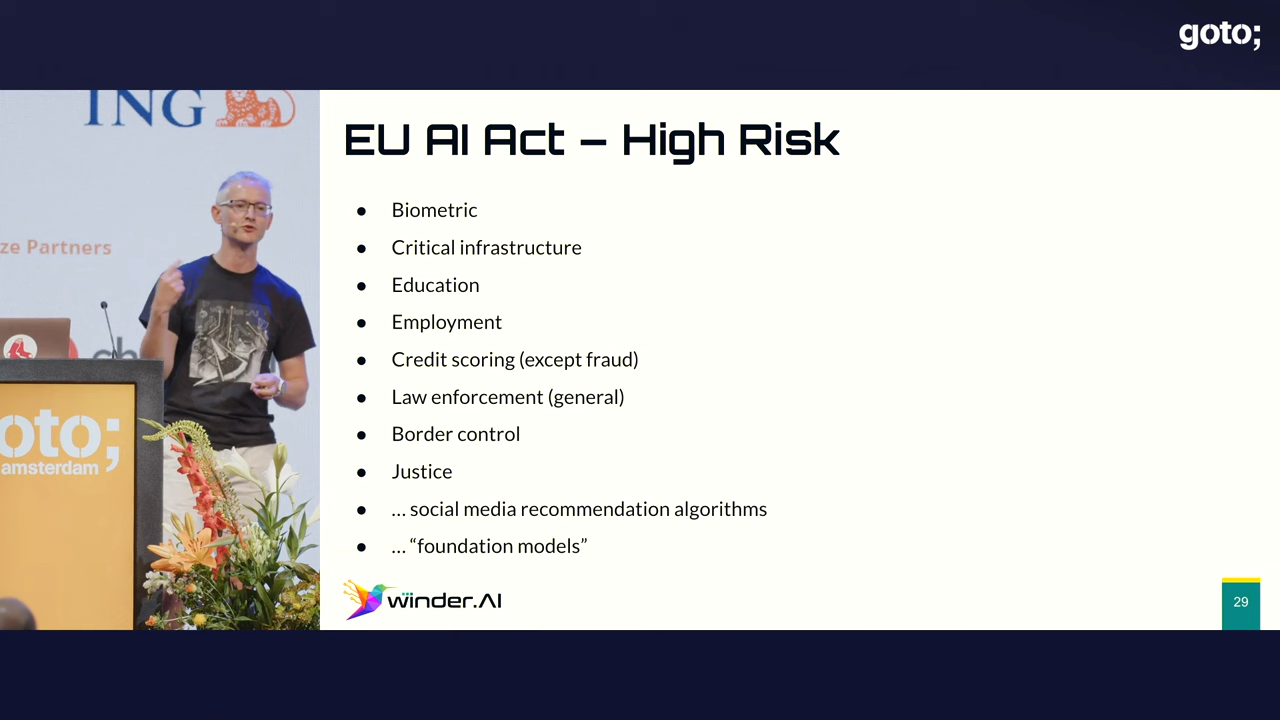 goto;
ING
ze Partners
oto;
amsterdam
EU AI Act – High Risk
● Biometric
● Critical infrastructure
● Education
● Employment
● Credit scoring (except fraud)
● Law enforcement (general)
● Border control
● Justice
● ... social media recommendation algorithms
● ... “foundation models”
winder.AI
29